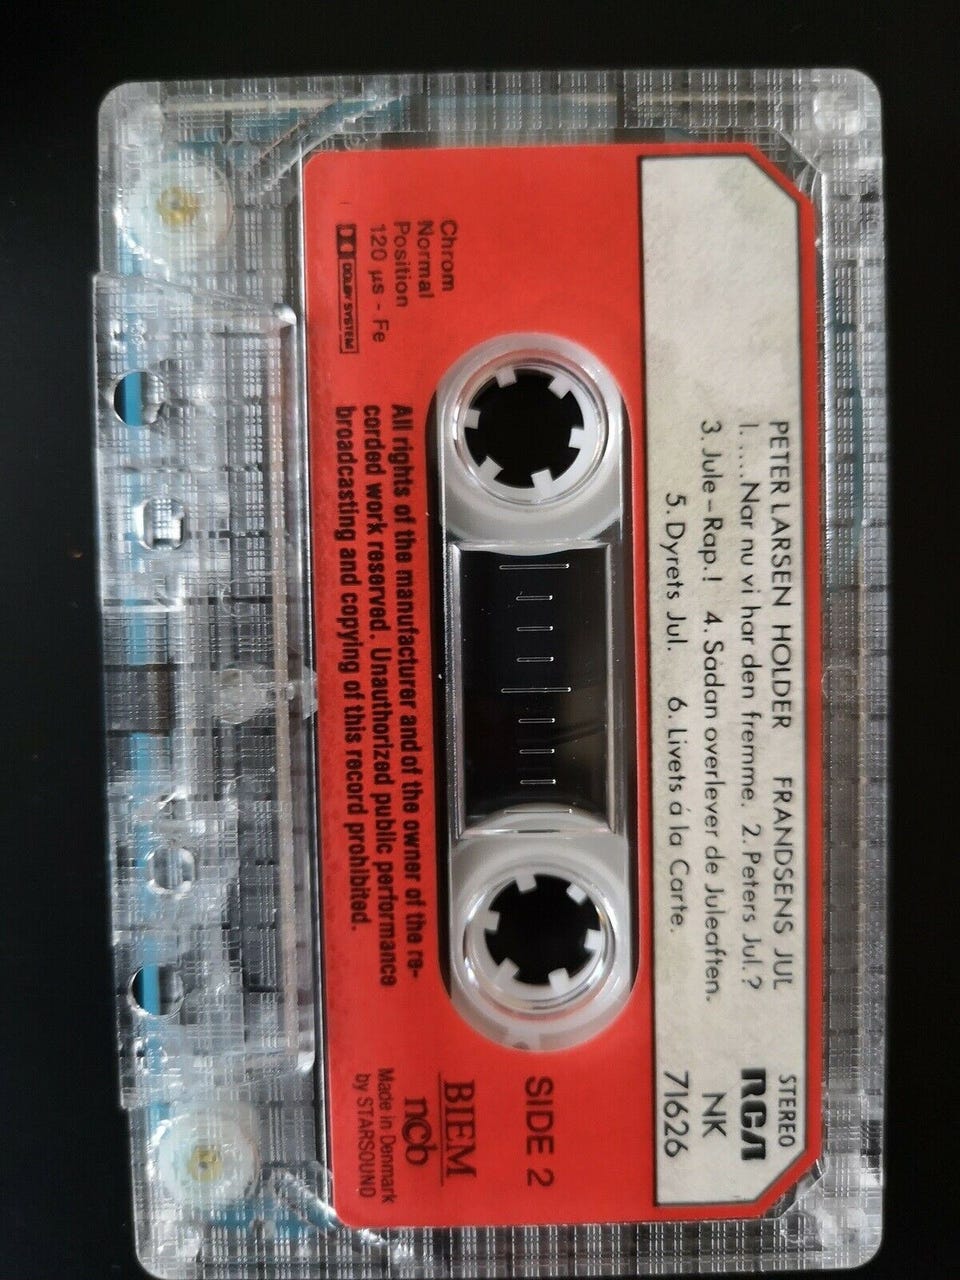 PETER LARSEN HOLDER FRANDSENS JUL
1.....Nar nu vi har den fremme. 2. Peters Jul.?
3. Jule-Rap.! 4. Sådan overlever de Juleaften.
5. Dyrets Jul. 6. Livets á la Carte.
STEREO
RCA
NK
71626
Chrom
Normal
Position
120 µs - Fe
DOLBY SYSTEM
SIDE 2
All rights of the manufacturer and of the owner of the re-
corded work reserved. Unauthorized public performance
broadcasting and copying of this record prohibited.
BIEM
ncb
Made in Denmark
by STARSOUND